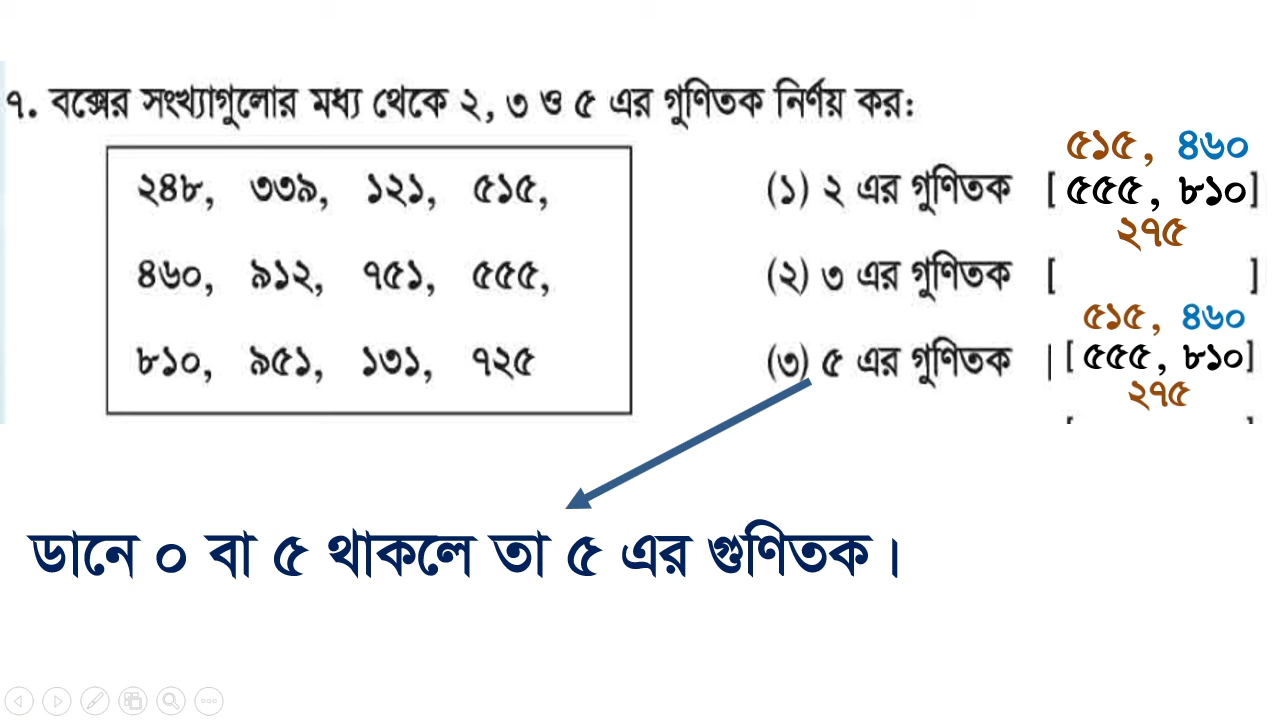 ৭. বক্সের সংখ্যাগুলোর মধ্য থেকে ২, ৩ ও ৫ এর গুণিতক নির্ণয় কর:
২৪৮, ৩৩৯, ১২১, ৫১৫,
৪৬০, ৯১২, ৭৫১, ৫৫৫,
৮১০, ৯৫১, ১৩১, ৭২৫
৫১৫, ৪৬০
(১) ২ এর গুণিতক [ ৫৫৫, ৮১০]
২৭৫
(২) ৩ এর গুণিতক [ ]
৫১৫, ৪৬০
(৩) ৫ এর গুণিতক | [ ৫৫৫, ৮১০]
২৭৫
ডানে ০ বা ৫ থাকলে তা ৫ এর গুণিতক।